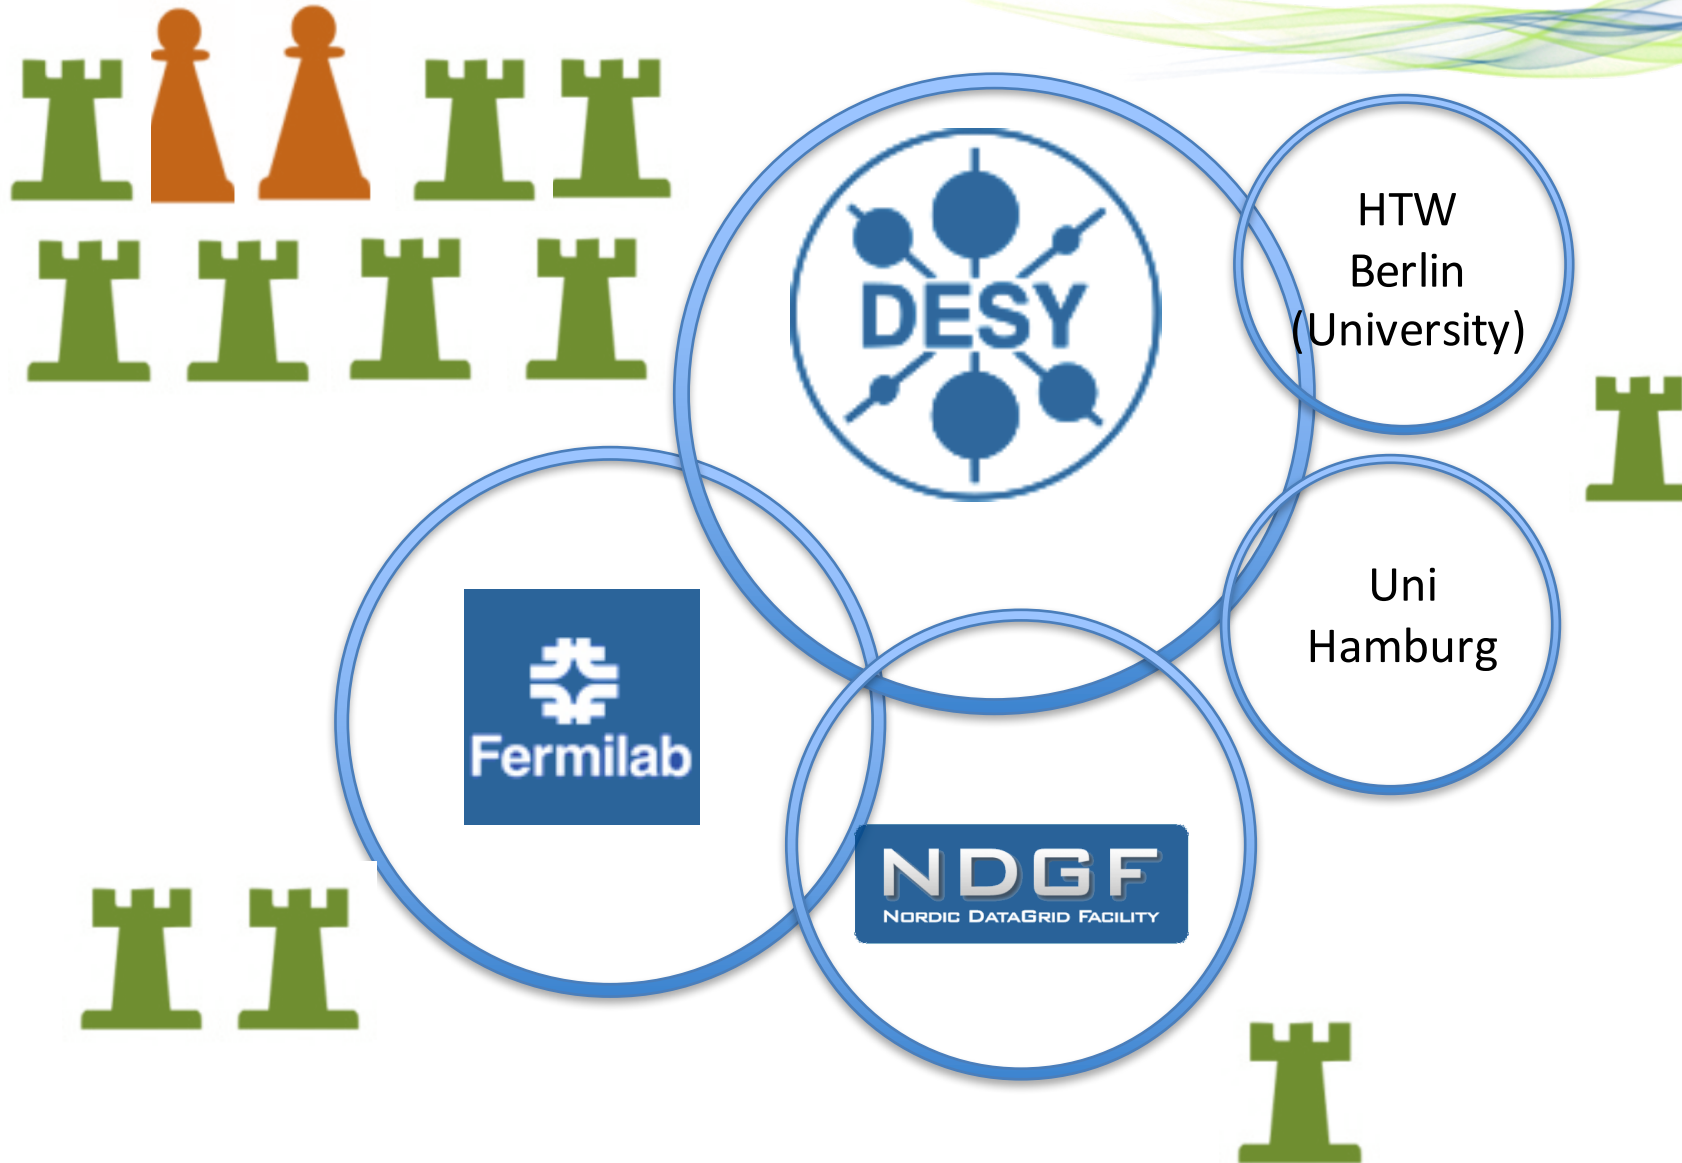 DESY
HTW
Berlin
(University)
Uni
Hamburg
Fermilab
NDGF
NORDIC DATAGRID FACILITY